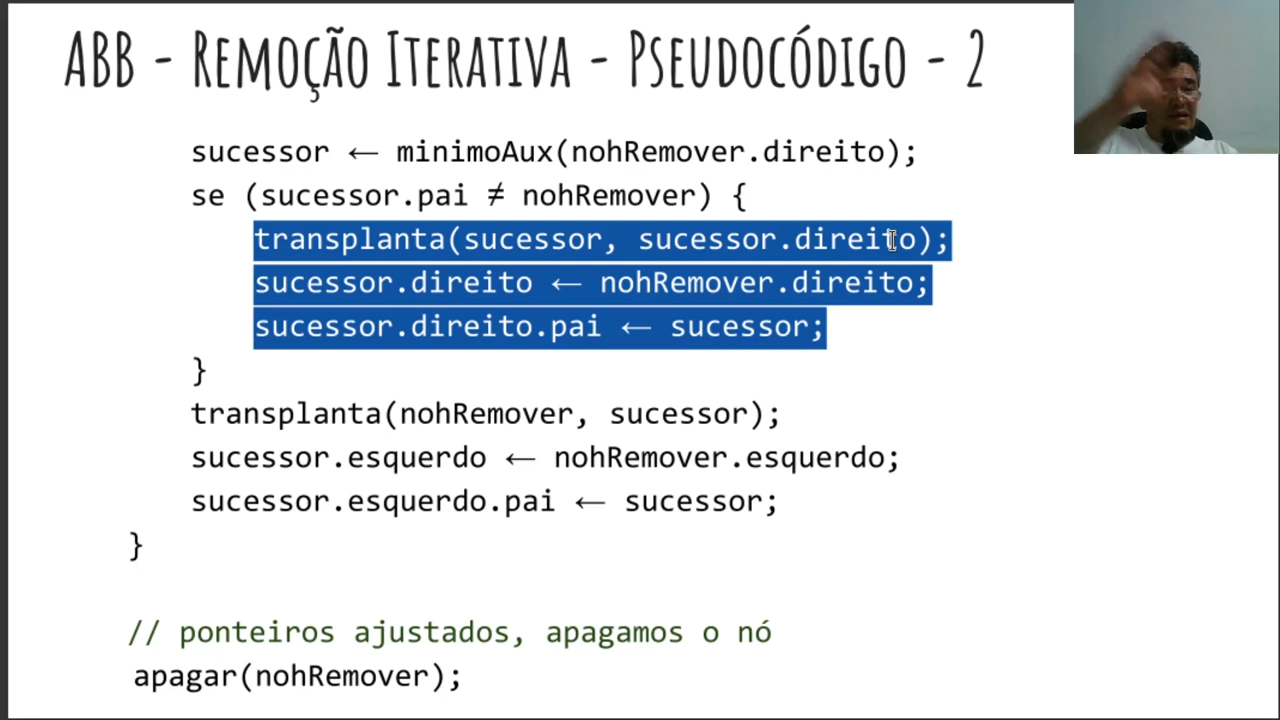 ABB - Remoção Iterativa - Pseudocódigo - 2
sucessor ← minimoAux(nohRemover.direito);
se (sucessor.pai ≠ nohRemover) {
transplanta(sucessor, sucessor.direito);
sucessor.direito ← nohRemover.direito;
sucessor.direito.pai ← sucessor;
}
transplanta(nohRemover, sucessor);
sucessor.esquerdo ← nohRemover.esquerdo;
sucessor.esquerdo.pai ← sucessor;
}
// ponteiros ajustados, apagamos o nó
apagar(nohRemover);